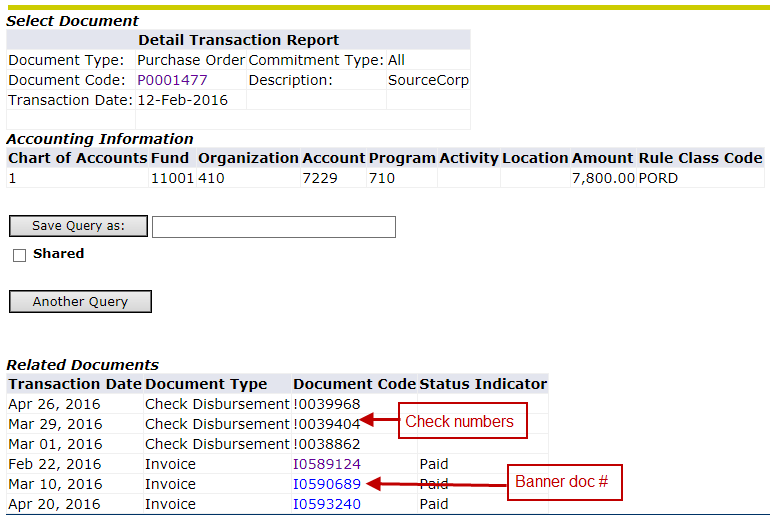 Select Document
Detail Transaction Report
Document Type: Purchase Order Commitment Type: All
Document Code: P0001477 Description: SourceCorp
Transaction Date: 12-Feb-2016
Accounting Information
Chart of Accounts Fund Organization Account Program Activity Location Amount Rule Class Code
1 11001 410 7229 710 7,800.00 PORD
Save Query as:
Shared
Another Query
Related Documents
Transaction Date Document Type Document Code Status Indicator
Apr 26, 2016 Check Disbursement !0039968
Mar 29, 2016 Check Disbursement !0039404 Check numbers
Mar 01, 2016 Check Disbursement !0038862
Feb 22, 2016 Invoice I0589124 Paid
Mar 10, 2016 Invoice I0590689 Paid Banner doc #
Apr 20, 2016 Invoice I0593240 Paid